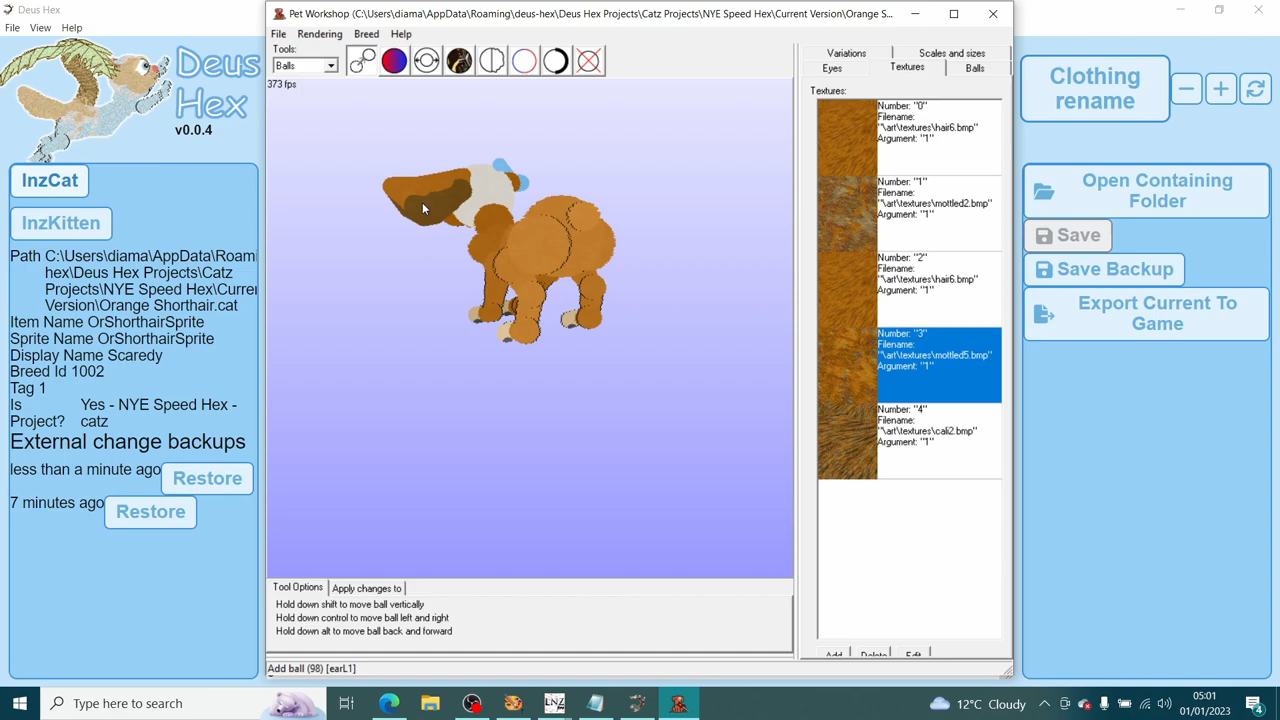 Deus Hex
File View Help
Deus
Hex
v0.0.4
InzCat
InzKitten
Path C:\Users\diama\AppData\Roami
hex\Deus Hex Projects\Catz
Projects\NYE Speed Hex\Curren
Version\Orange Shorthair.cat
Item Name OrShorthairSprite
Sprite Name OrShorthairSprite
Display Name Scaredy
Breed Id 1002
Tag 1
Is Yes - NYE Speed Hex -
Project? catz
External change backups
less than a minute ago Restore
7 minutes ago Restore
Pet Workshop (C:\Users\diama\AppData\Roaming\deus-hex\Deus Hex Projects\Catz Projects\NYE Speed Hex\Current Version\Orange S...
File Rendering Breed Help
Tools:
Balls
373 fps
Tool Options Apply changes to
Hold down shift to move ball vertically
Hold down control to move ball left and right
Hold down alt to move ball back and forward
Add ball (98) [earL1]
Variations Scales and sizes
Eyes Textures Balls
Textures:
Number: "0"
Filename:
"\art\textures\hair6.bmp"
Argument: "1"
Number: "1"
Filename:
"\art\textures\mottled2.bmp"
Argument: "1"
Number: "2"
Filename:
"\art\textures\hair6.bmp"
Argument: "1"
Number: "3"
Filename:
"\art\textures\mottled5.bmp"
Argument: "1"
Number: "4"
Filename:
"\art\textures\cali2.bmp"
Argument: "1"
Add Delete Edit
Clothing
rename
Open Containing
Folder
Save
Save Backup
Export Current To
Game
Type here to search
LNZ
12°C Cloudy
05:01
01/01/2023
4